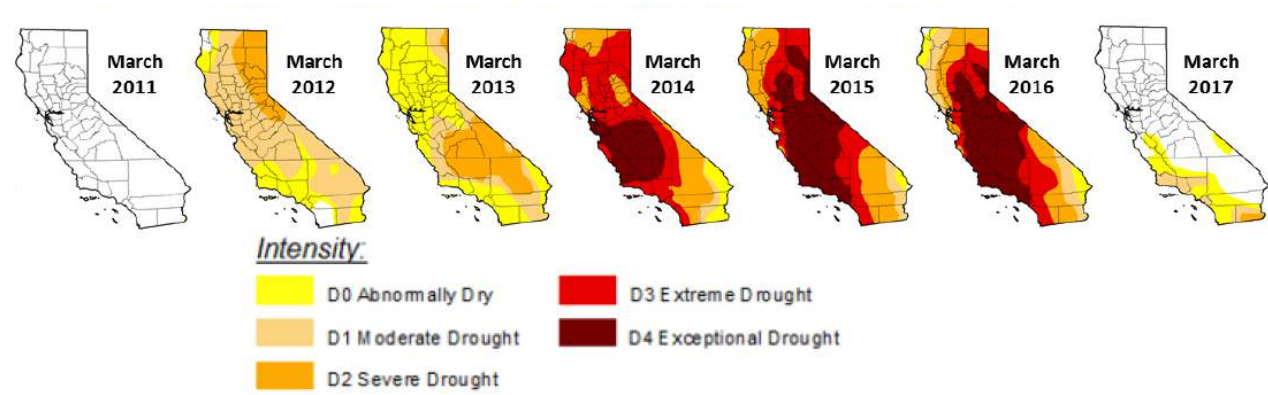 March
2011
March
2012
March
2013
March
2014
March
2015
March
2016
March
2017
Intensity:
D0 Abnormally Dry
D1 Moderate Drought
D2 Severe Drought
D3 Extreme Drought
D4 Exceptional Drought